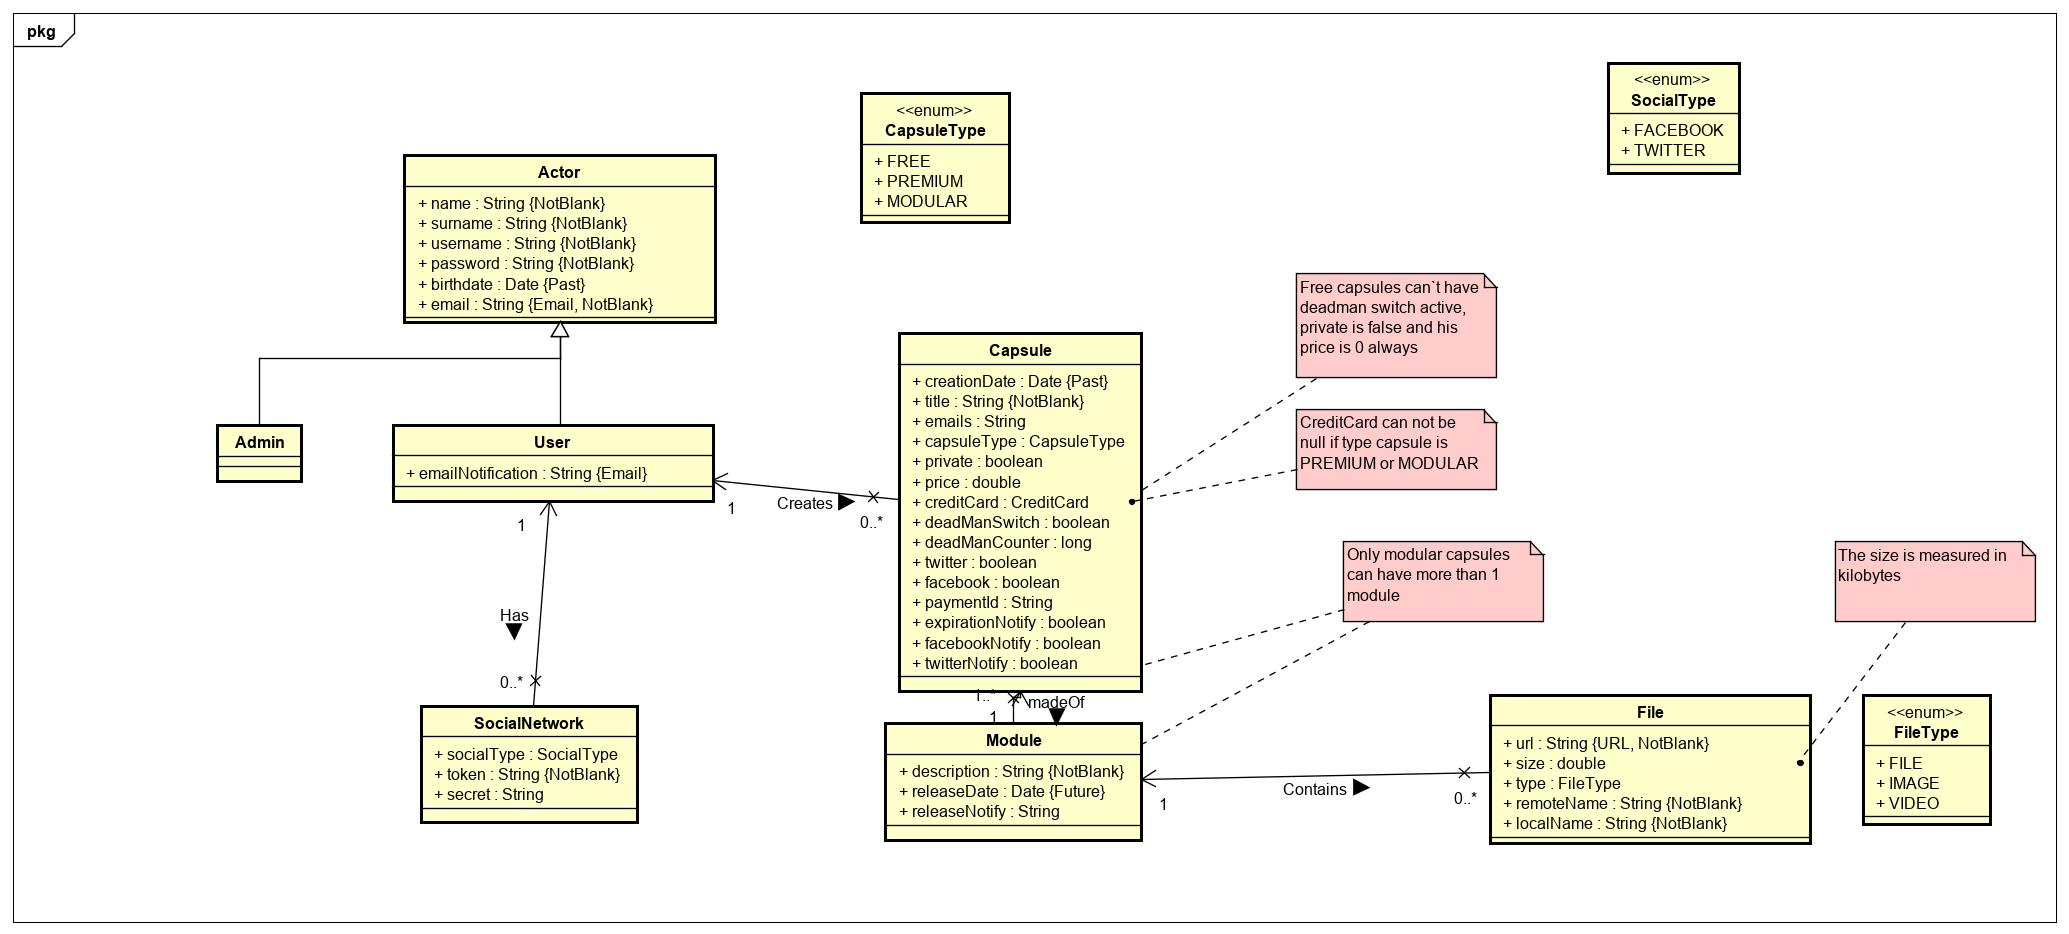 pkg
<<enum>>
SocialType
+ FACEBOOK
+ TWITTER
<<enum>>
CapsuleType
+ FREE
+ PREMIUM
+ MODULAR
Actor
+ name : String {NotBlank}
+ surname : String {NotBlank}
+ username : String {NotBlank}
+ password : String {NotBlank}
+ birthdate : Date {Past}
+ email : String {Email, NotBlank}
Free capsules can`t have
deadman switch active,
private is false and his
price is 0 always
Capsule
+ creationDate : Date {Past}
+ title : String {NotBlank}
+ emails : String
+ capsuleType : CapsuleType
+ private : boolean
+ price : double
+ creditCard : CreditCard
+ deadManSwitch : boolean
+ deadManCounter : long
+ twitter : boolean
+ facebook : boolean
+ paymentId : String
+ expirationNotify : boolean
+ facebookNotify : boolean
+ twitterNotify : boolean
CreditCard can not be
null if type capsule is
PREMIUM or MODULAR
Admin
User
+ emailNotification : String {Email}
1
Creates
0..*
1
Has
0..*
Only modular capsules
can have more than 1
module
The size is measured in
kilobytes
1..*
madeOf
1
SocialNetwork
+ socialType : SocialType
+ token : String {NotBlank}
+ secret : String
Module
+ description : String {NotBlank}
+ releaseDate : Date {Future}
+ releaseNotify : String
1
Contains
0..*
File
+ url : String {URL, NotBlank}
+ size : double
+ type : FileType
+ remoteName : String {NotBlank}
+ localName : String {NotBlank}
<<enum>>
FileType
+ FILE
+ IMAGE
+ VIDEO